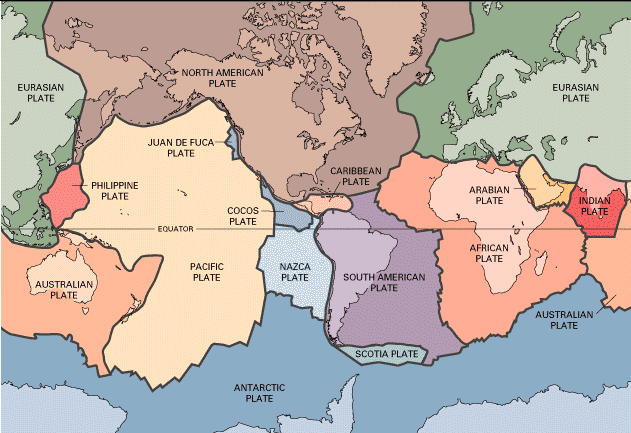 NORTH AMERICAN
PLATE
EURASIAN
PLATE
EURASIAN
PLATE
JUAN DE FUCA
PLATE
CARIBBEAN
PLATE
PHILIPPINE
PLATE
ARABIAN
PLATE
INDIAN
PLATE
COCOS
PLATE
EQUATOR
AFRICAN
PLATE
PACIFIC
PLATE
NAZCA
PLATE
SOUTH AMERICAN
PLATE
AUSTRALIAN
PLATE
AUSTRALIAN
PLATE
SCOTIA PLATE
ANTARCTIC
PLATE